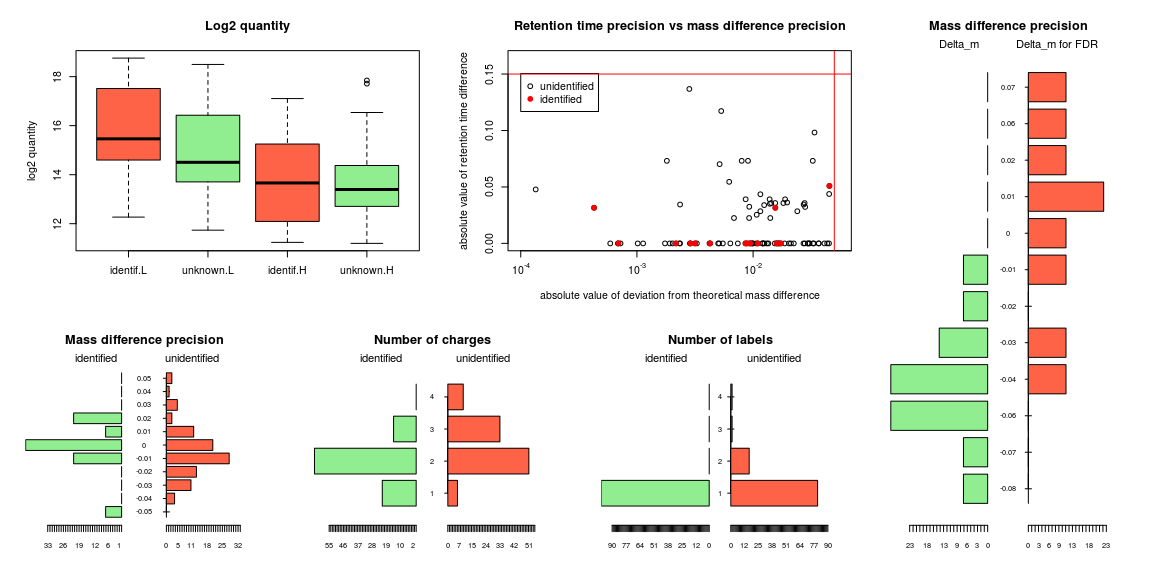 Log2 quantity
log2 quantity
18
16
14
12
identif.L unknown.L identif.H unknown.H
Retention time precision vs mass difference precision
absolute value of retention time difference
0.15
0.10
0.05
0.00
unidentified
identified
10-4 10-3 10-2
absolute value of deviation from theoretical mass difference
Mass difference precision
Delta_m Delta_m for FDR
0.07
0.06
0.02
0.01
0
-0.01
-0.02
-0.03
-0.04
-0.06
-0.07
-0.08
23 18 13 9 6 3 0 0 3 6 9 13 18 23
Mass difference precision
identified unidentified
0.05
0.04
0.03
0.02
0.01
0
-0.01
-0.02
-0.03
-0.04
-0.05
33 26 19 12 6 1 0 5 11 18 25 32
Number of charges
identified unidentified
4
3
2
1
55 46 37 28 19 10 2 0 7 15 24 33 42 51
Number of labels
identified unidentified
4
3
2
1
90 77 64 51 38 25 12 0 0 12 25 38 51 64 77 90